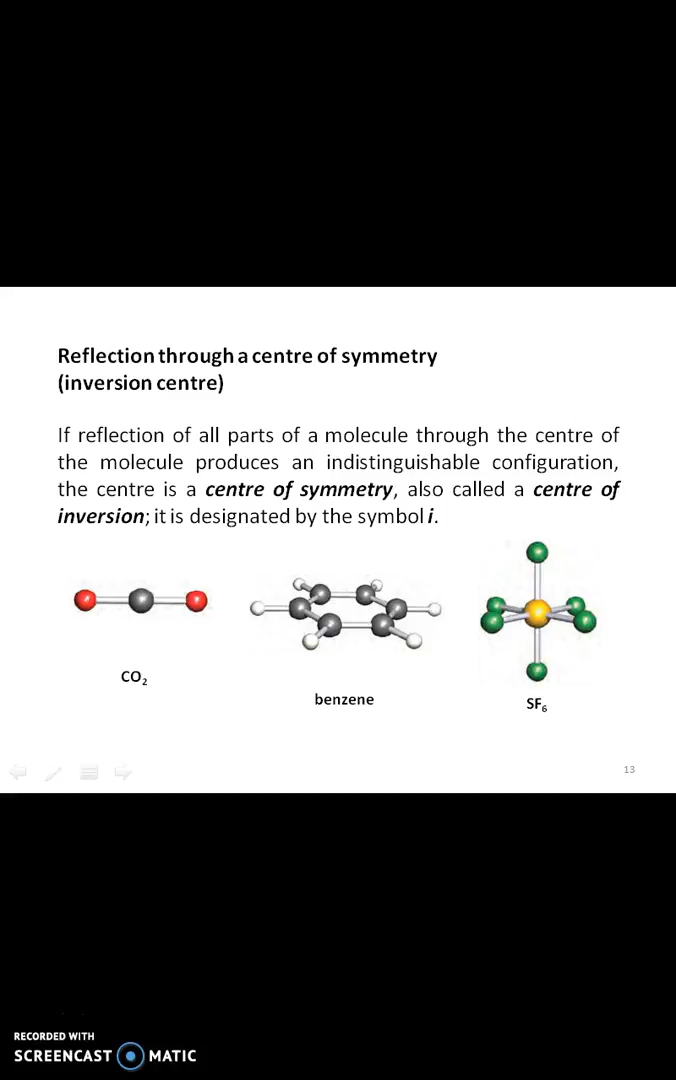 Reflection through a centre of symmetry
(inversion centre)
If reflection of all parts of a molecule through the centre of
the molecule produces an indistinguishable configuration,
the centre is a centre of symmetry, also called a centre of
inversion; it is designated by the symbol i.
CO₂
benzene
SF₆
13
RECORDED WITH
SCREENCAST MATIC